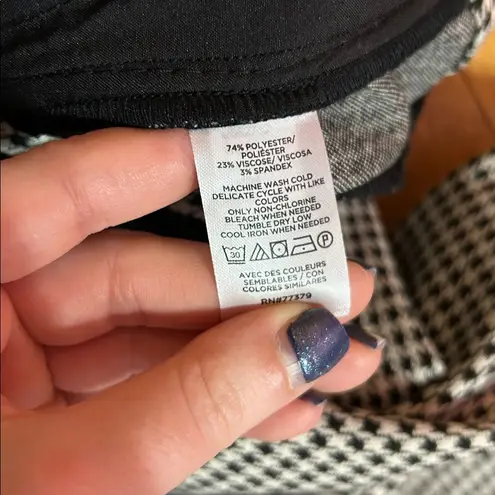 74% POLYESTER/
POLIÉSTER
23% VISCOSE/ VISCOSA
3% SPANDEX
MACHINE WASH COLD
DELICATE CYCLE WITH LIKE
COLORS
ONLY NON-CHLORINE
BLEACH WHEN NEEDED
TUMBLE DRY LOW
COOL IRON WHEN NEEDED
30 P
AVEC DES COULEURS
SEMBLABLES / CON
COLORES SIMILARES
RN#77379